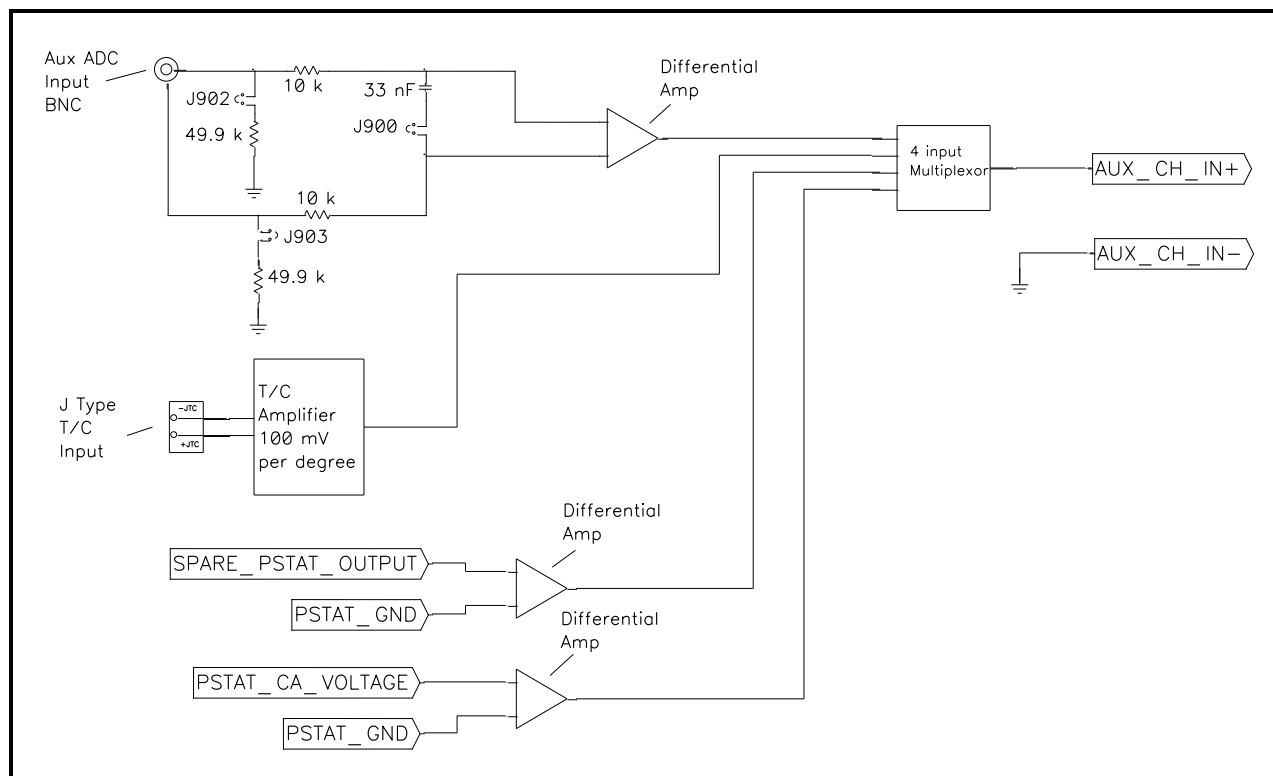 Aux ADC
Input
BNC
10 k
33 nF
J902
49.9 k
J900
Differential
Amp
4 input
Multiplexor
AUX_CH_IN+
AUX_CH_IN-
10 k
J903
49.9 k
J Type
T/C
Input
-JTC
+JTC
T/C
Amplifier
100 mV
per degree
Differential
Amp
SPARE_PSTAT_OUTPUT
PSTAT_GND
Differential
Amp
PSTAT_CA_VOLTAGE
PSTAT_GND